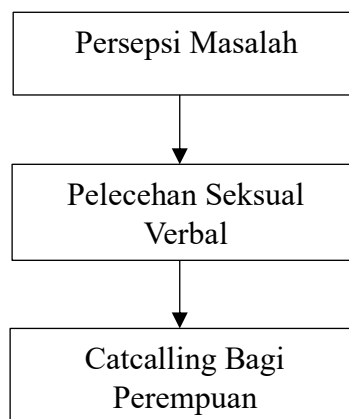 Persepsi Masalah
Pelecehan Seksual
Verbal
Catcalling Bagi
Perempuan